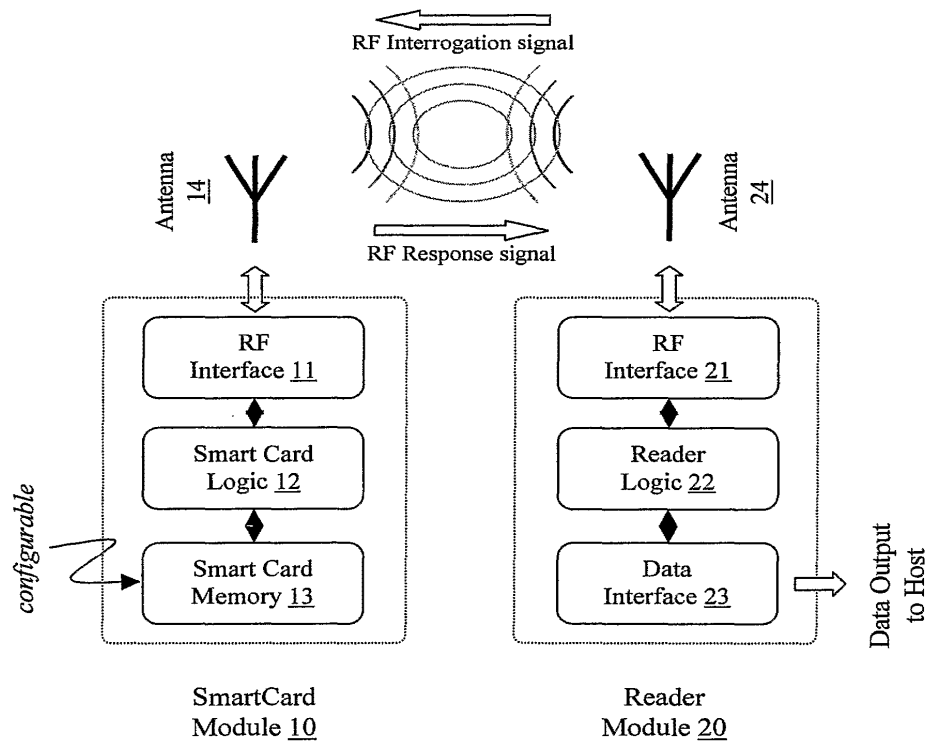 RF Interrogation signal
Antenna
14
Antenna
24
RF Response signal
RF
Interface 11
RF
Interface 21
Smart Card
Logic 12
Reader
Logic 22
configurable
Smart Card
Memory 13
Data
Interface 23
Data Output
to Host
SmartCard
Module 10
Reader
Module 20